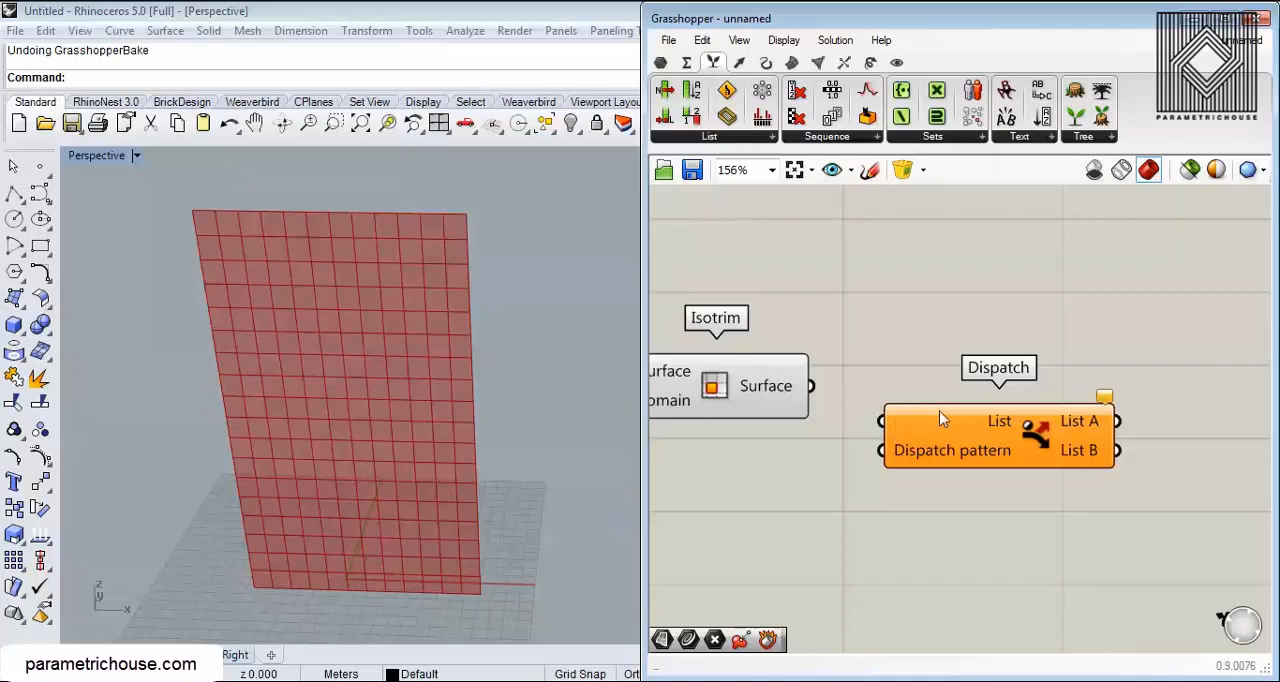 Untitled - Rhinoceros 5.0 [Full] - [Perspective]
File Edit View Curve Surface Solid Mesh Dimension Transform Tools Analyze Render Panels Paneling
Undoing GrasshopperBake
Command:
Standard RhinoNest 3.0 BrickDesign Weaverbird CPlanes Set View Display Select Weaverbird Viewport Layou
Perspective
z
y
x
Right
z 0.000 Meters Default Grid Snap Ort
parametrichouse.com
Grasshopper - unnamed
File Edit View Display Solution Help
unnamed
PARAMETRICHOUSE
List Sequence Sets Text Tree
156%
Isotrim
urface
omain
Surface
Dispatch
List List A
Dispatch pattern List B
0.9.0076